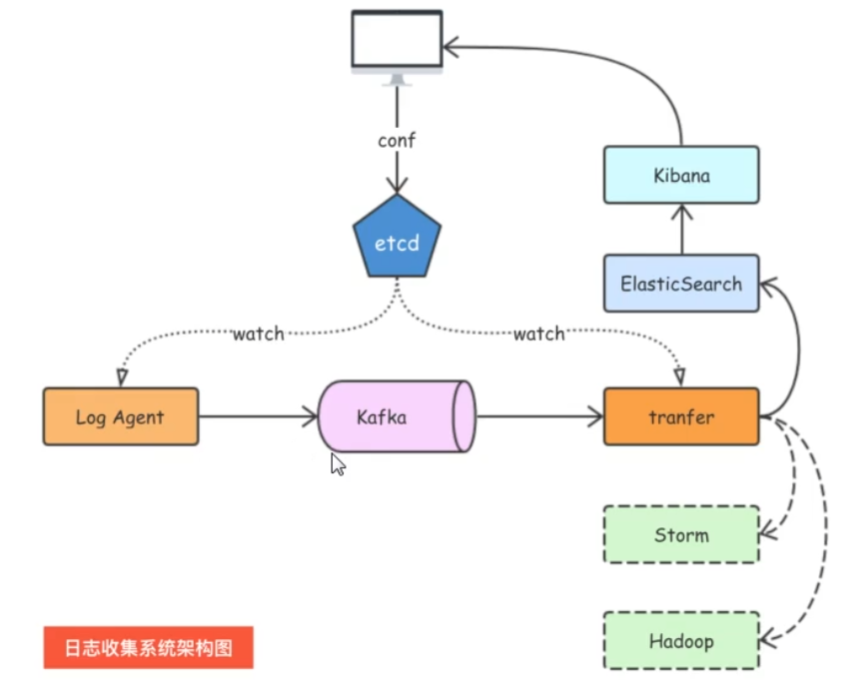 conf
Kibana
etcd
ElasticSearch
watch
watch
Log Agent
Kafka
tranfer
Storm
Hadoop
日志收集系统架构图